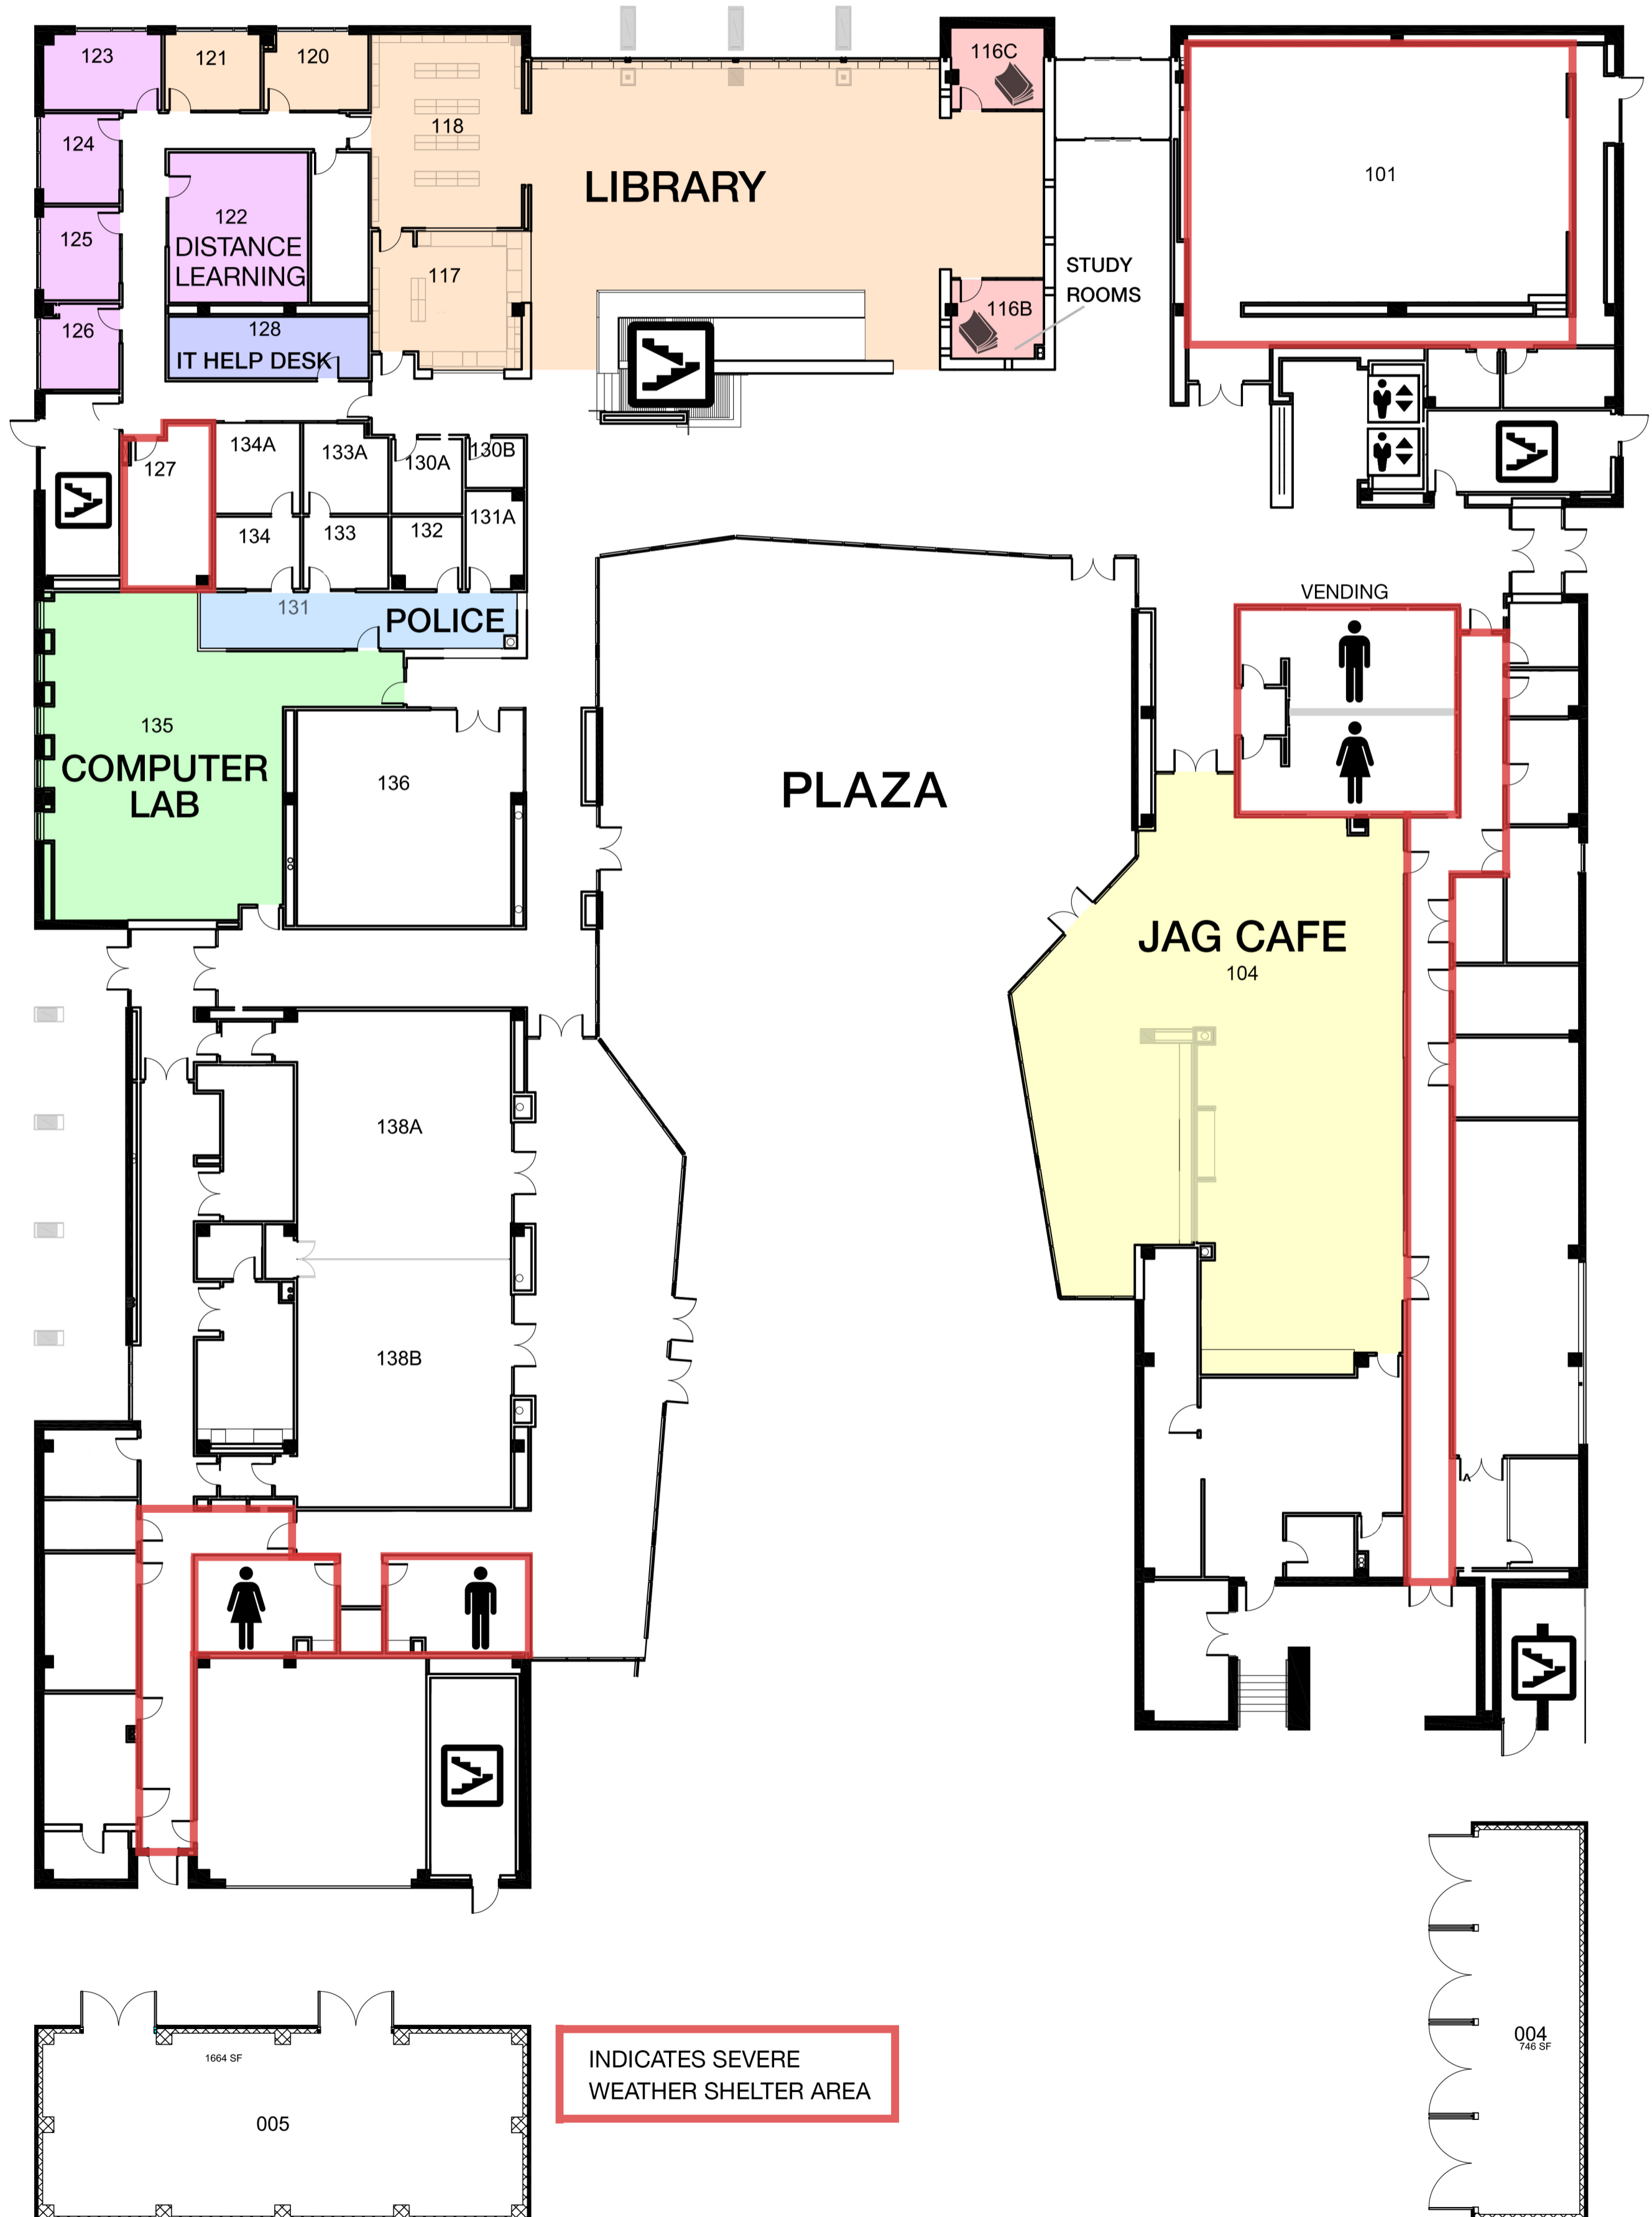 123
121
120
116C
118
101
124
LIBRARY
122
DISTANCE
LEARNING
125
117
STUDY
ROOMS
116B
126
128
IT HELP DESK
127
134A
133A
130A
130B
131A
134
133
132
131
POLICE
VENDING
135
COMPUTER
LAB
136
PLAZA
JAG CAFE
104
138A
138B
A
1664 SF
005
INDICATES SEVERE
WEATHER SHELTER AREA
004
746 SF